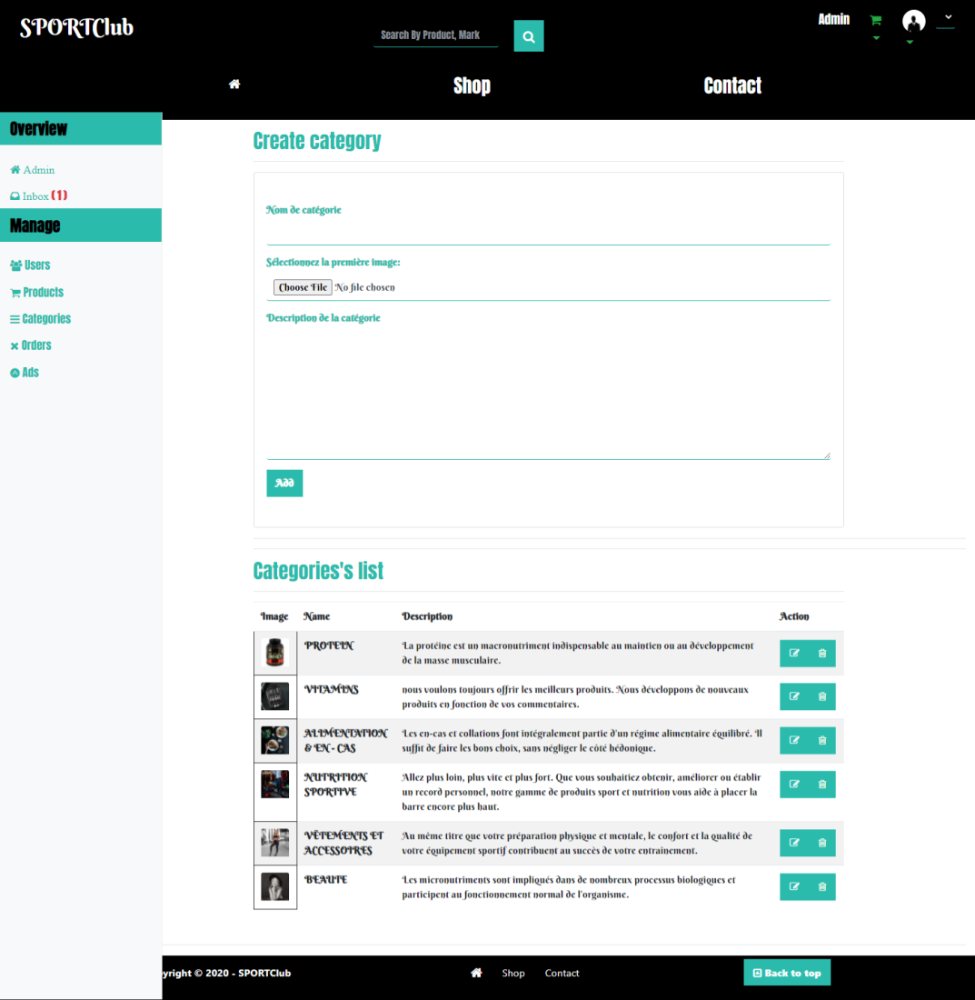 SPORTClub
Search By Product, Mark
Admin
Shop
Contact
Overview
Admin
Inbox (1)
Manage
Users
Products
Categories
Orders
Ads
Create category
Nom de catégorie
Sélectionnez la première image:
Choose File No file chosen
Description de la catégorie
Add
Categories's list
Image Name Description Action
PROTEIN
La protéine est un macronutriment indispensable au maintien ou au développement
de la masse musculaire.
VITAMINS
nous voulons toujours offrir les meilleurs produits. Nous développons de nouveaux
produits en fonction de vos commentaires.
ALIMENTATION
& EN - CAS
Les en-cas et collations font intégralement partie d'un régime alimentaire équilibré. Il
suffit de faire les bons choix, sans négliger le côté hédonique.
NUTRITION
SPORTIVE
Allez plus loin, plus vite et plus fort. Que vous souhaitiez obtenir, améliorer ou établir
un record personnel, notre gamme de produits sport et nutrition vous aide à placer la
barre encore plus haut.
VÊTEMENTS ET
ACCESSOIRES
Au même titre que votre préparation physique et mentale, le confort et la qualité de
votre équipement sportif contribuent au succès de votre entraînement.
BEAUTE
Les micronutriments sont impliqués dans de nombreux processus biologiques et
participent au fonctionnement normal de l'organisme.
yright © 2020 - SPORTClub
Shop
Contact
Back to top